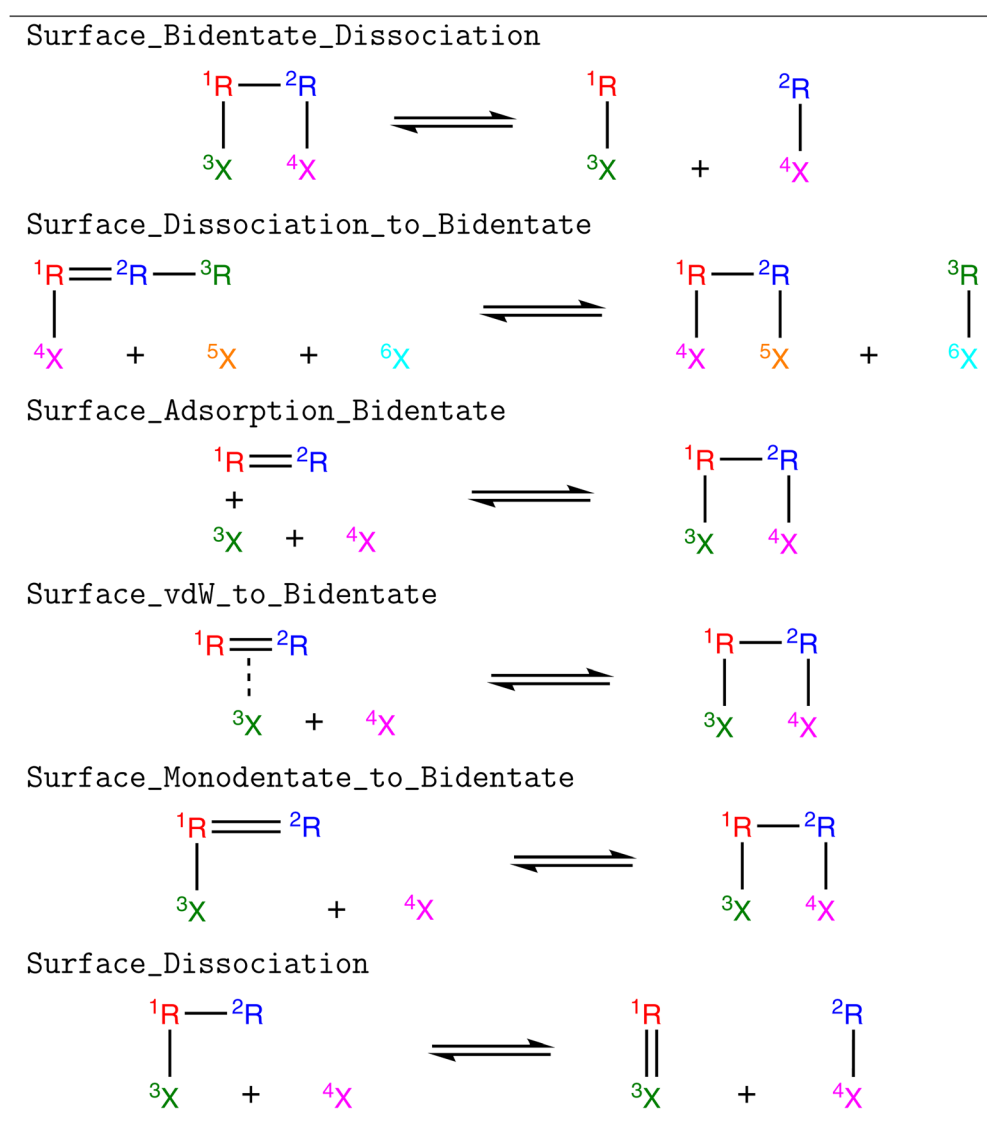 Surface_Bidentate_Dissociation
¹R ²R ¹R ²R
³X ⁴X ³X + ⁴X
Surface_Dissociation_to_Bidentate
¹R ²R ³R ¹R ²R ³R
⁴X + ⁵X + ⁶X ⁴X ⁵X + ⁶X
Surface_Adsorption_Bidentate
¹R ²R ¹R ²R
+
³X + ⁴X ³X ⁴X
Surface_vdW_to_Bidentate
¹R ²R ¹R ²R
³X + ⁴X ³X ⁴X
Surface_Monodentate_to_Bidentate
¹R ²R ¹R ²R
³X + ⁴X ³X ⁴X
Surface_Dissociation
¹R ²R ¹R ²R
³X + ⁴X ³X + ⁴X